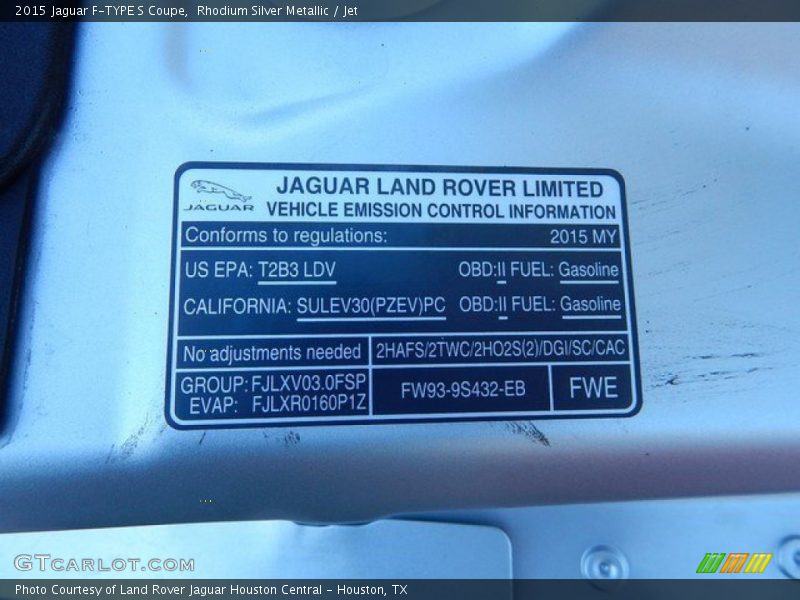 2015 Jaguar F-TYPE S Coupe,  Rhodium Silver Metallic / Jet
JAGUAR
JAGUAR LAND ROVER LIMITED
VEHICLE EMISSION CONTROL INFORMATION
Conforms to regulations: 2015 MY
US EPA: T2B3 LDV OBD:II FUEL: Gasoline
CALIFORNIA: SULEV30(PZEV)PC OBD:II FUEL: Gasoline
No adjustments needed 2HAFS/2TWC/2HO2S(2)/DGI/SC/CAC
GROUP: FJLXV03.0FSP
EVAP: FJLXR0160P1Z
FW93-9S432-EB FWE
GTCARLOT.COM
Photo Courtesy of Land Rover Jaguar Houston Central - Houston, TX